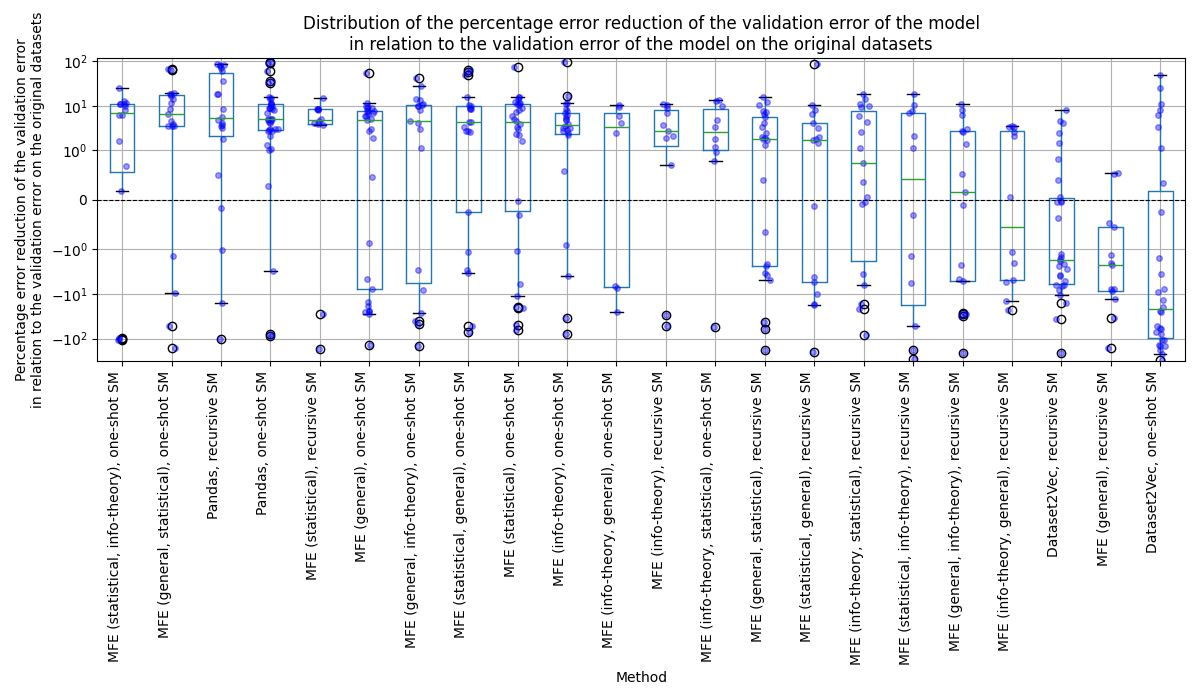 Distribution of the percentage error reduction of the validation error of the model
in relation to the validation error of the model on the original datasets
Percentage error reduction of the validation error
in relation to the validation error on the original datasets
10²
10¹
10⁰
0
−10⁰
−10¹
−10²
MFE (statistical, info-theory), one-shot SM
MFE (general, statistical), one-shot SM
Pandas, recursive SM
Pandas, one-shot SM
MFE (statistical), recursive SM
MFE (general), one-shot SM
MFE (general, info-theory), one-shot SM
MFE (statistical, general), one-shot SM
MFE (statistical), one-shot SM
MFE (info-theory), one-shot SM
MFE (info-theory, general), one-shot SM
MFE (info-theory), recursive SM
MFE (info-theory, statistical), one-shot SM
MFE (general, statistical), recursive SM
MFE (statistical, general), recursive SM
MFE (info-theory, statistical), recursive SM
MFE (statistical, info-theory), recursive SM
MFE (general, info-theory), recursive SM
MFE (info-theory, general), recursive SM
Dataset2Vec, recursive SM
MFE (general), recursive SM
Dataset2Vec, one-shot SM
Method